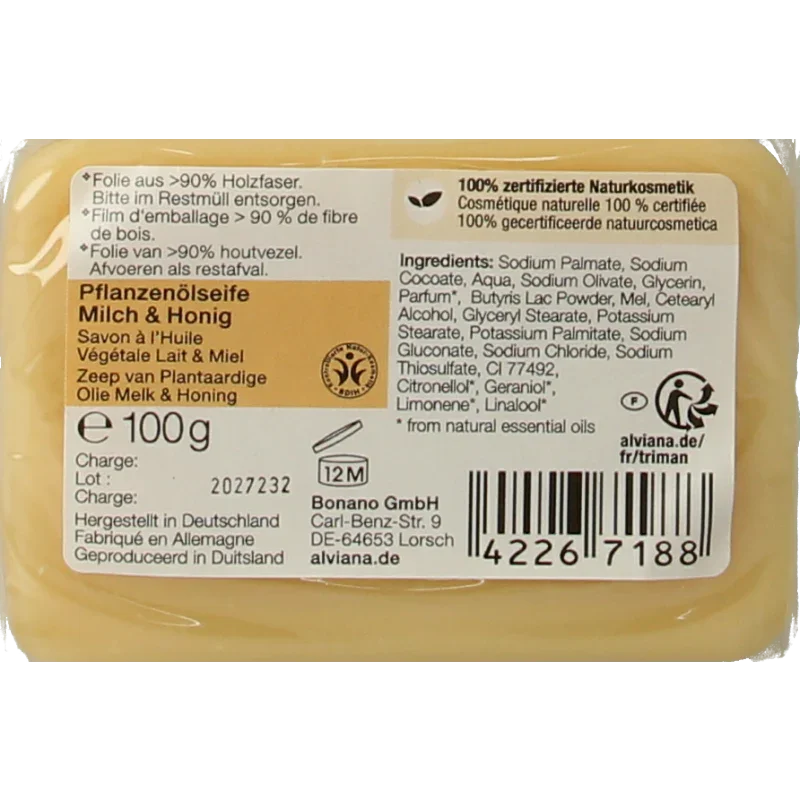 *Folie aus >90% Holzfaser.
Bitte im Restmüll entsorgen.
*Film d'emballage > 90 % de fibre
de bois.
*Folie van >90% houtvezel.
Afvoeren als restafval.
Pflanzenölseife
Milch & Honig
Savon à l'Huile
Végétale Lait & Miel
Zeep van Plantaardige
Olie Melk & Honing
BDIH
℮ 100g
Charge:
Lot :
Charge:
2027232
12M
Hergestellt in Deutschland
Fabriqué en Allemagne
Geproduceerd in Duitsland
Bonano GmbH
Carl-Benz-Str. 9
DE-64653 Lorsch
alviana.de
100% zertifizierte Naturkosmetik
Cosmétique naturelle 100 % certifiée
100% gecertificeerde natuurcosmetica
Ingredients: Sodium Palmate, Sodium
Cocoate, Aqua, Sodium Olivate, Glycerin,
Parfum*, Butyris Lac Powder, Mel, Cetearyl
Alcohol, Glyceryl Stearate, Potassium
Stearate, Potassium Palmitate, Sodium
Gluconate, Sodium Chloride, Sodium
Thiosulfate, CI 77492,
Citronellol*, Geraniol*,
Limonene*, Linalool*
* from natural essential oils
F
alviana.de/
fr/triman
4226 7188